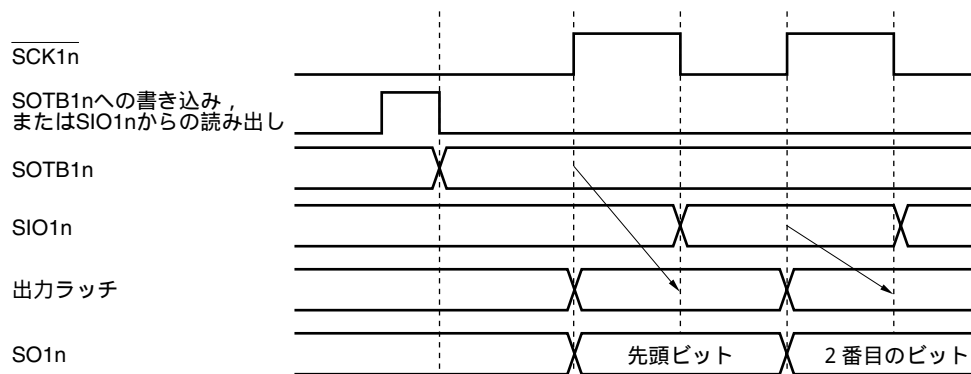 SCK1n
SOTB1nへの書き込み，
またはSIO1nからの読み出し
SOTB1n
SIO1n
出力ラッチ
SO1n
先頭ビット
2番目のビット